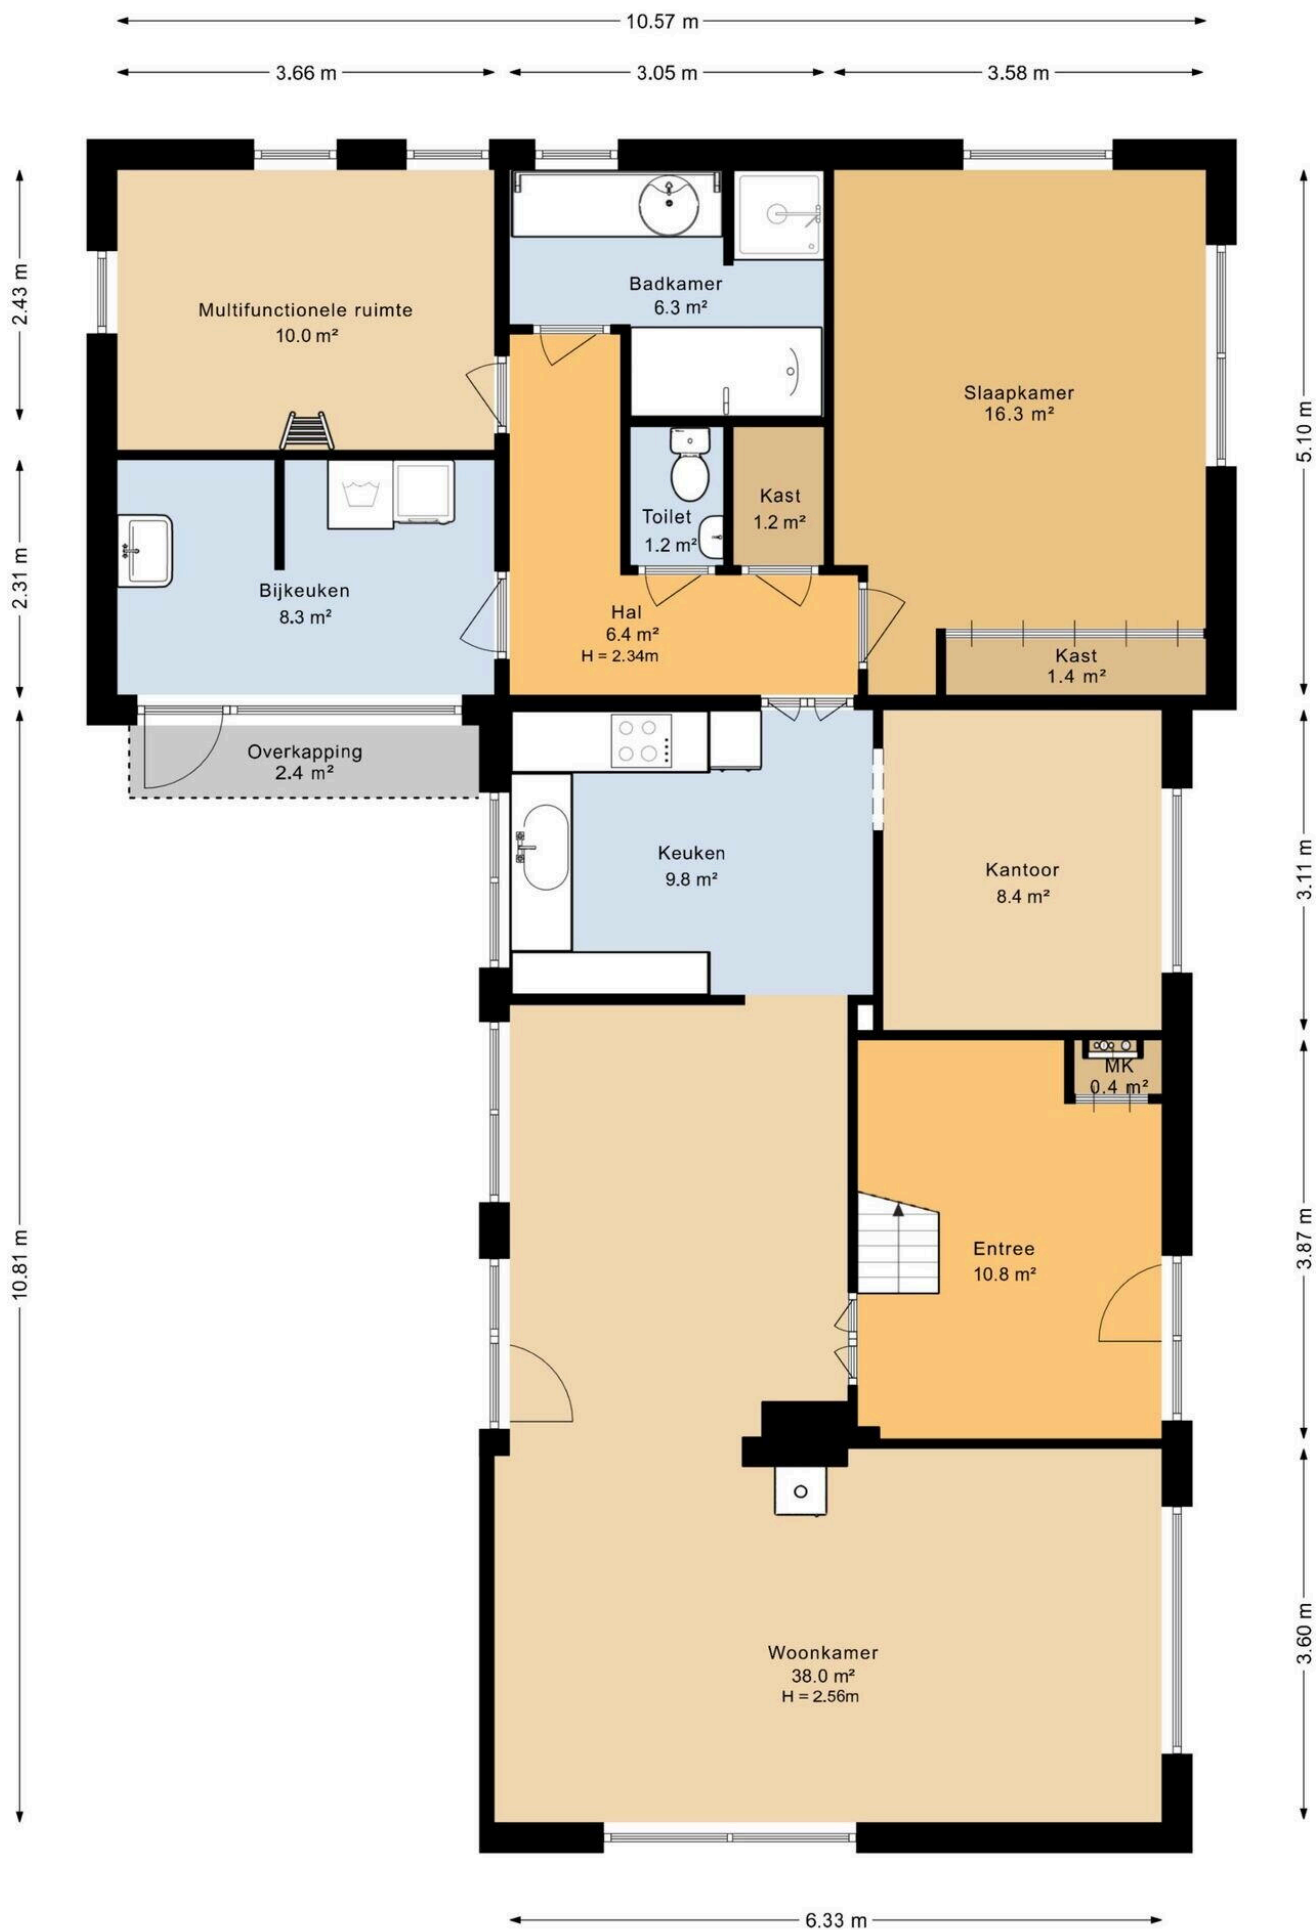 10.57 m
3.66 m
3.05 m
3.58 m
2.43 m
Multifunctionele ruimte
10.0 m²
Badkamer
6.3 m²
Slaapkamer
16.3 m²
5.10 m
2.31 m
Bijkeuken
8.3 m²
Toilet
1.2 m²
Kast
1.2 m²
Hal
6.4 m²
H = 2.34m
Kast
1.4 m²
Overkapping
2.4 m²
Keuken
9.8 m²
Kantoor
8.4 m²
3.11 m
MK
0.4 m²
10.81 m
Entree
10.8 m²
3.87 m
Woonkamer
38.0 m²
H = 2.56m
3.60 m
6.33 m